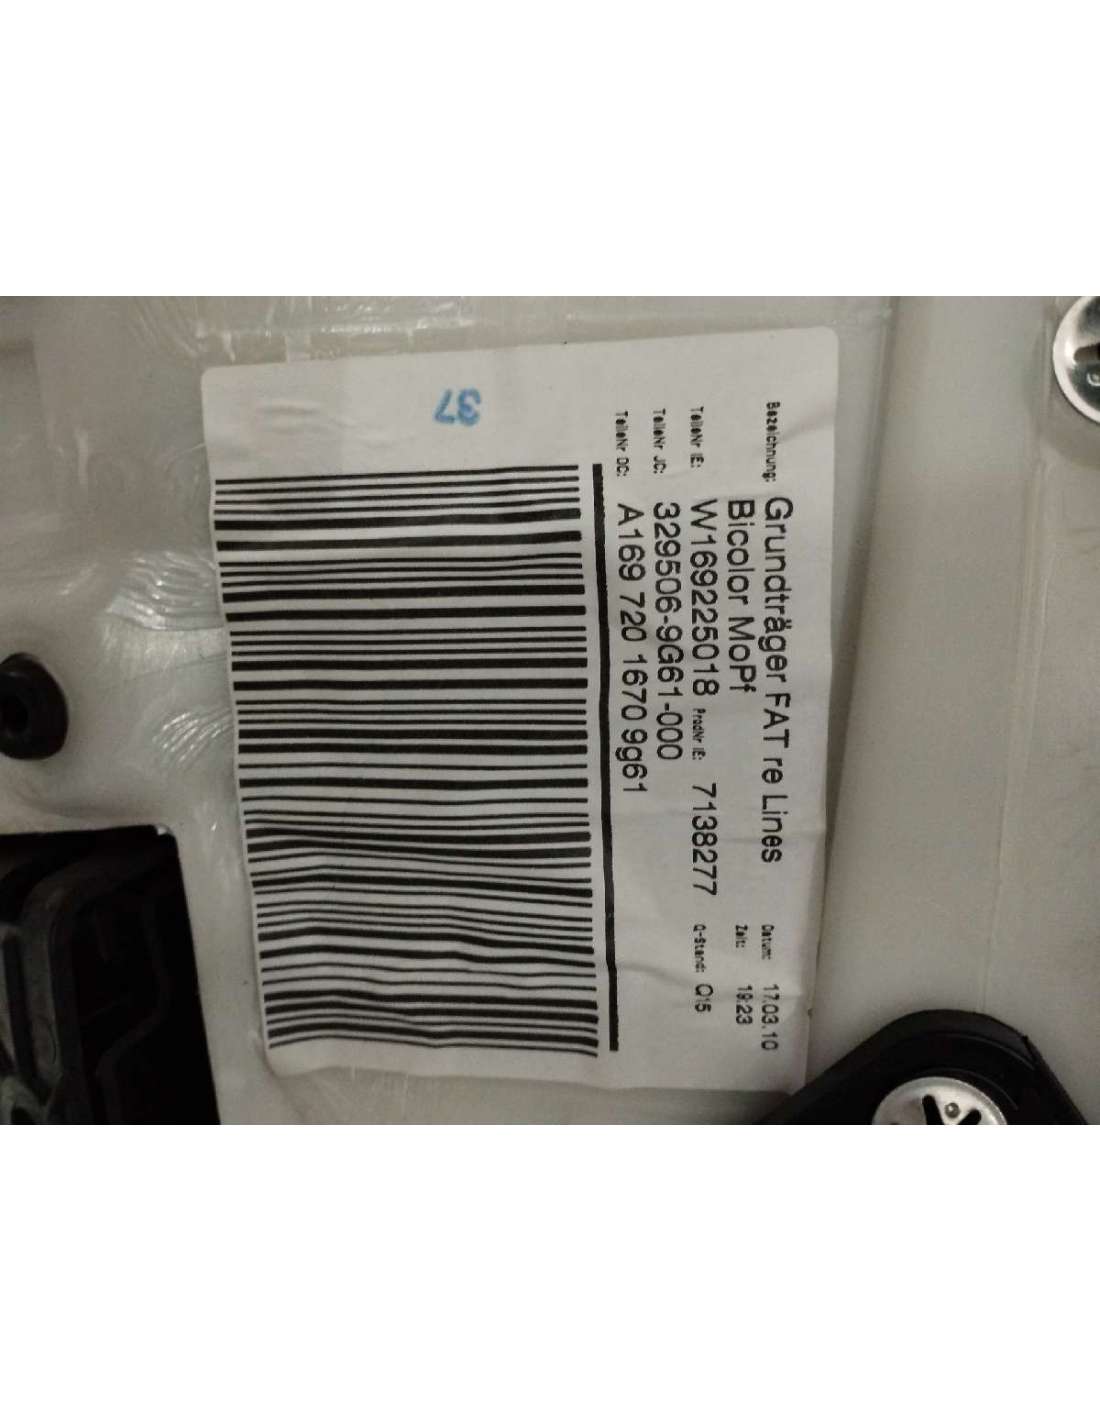 Bezeichnung: Grundträger FAT re Lines
Bicolor MoPf
Datum: 17.03.10
Zeit: 19:23
TeileNr IE: W169225018 ProdNr IE: 7138277 Q-Stand: Q15
TeileNr JC: 329506-9G61-000
TeileNr DC: A169 720 1670 9g61
37